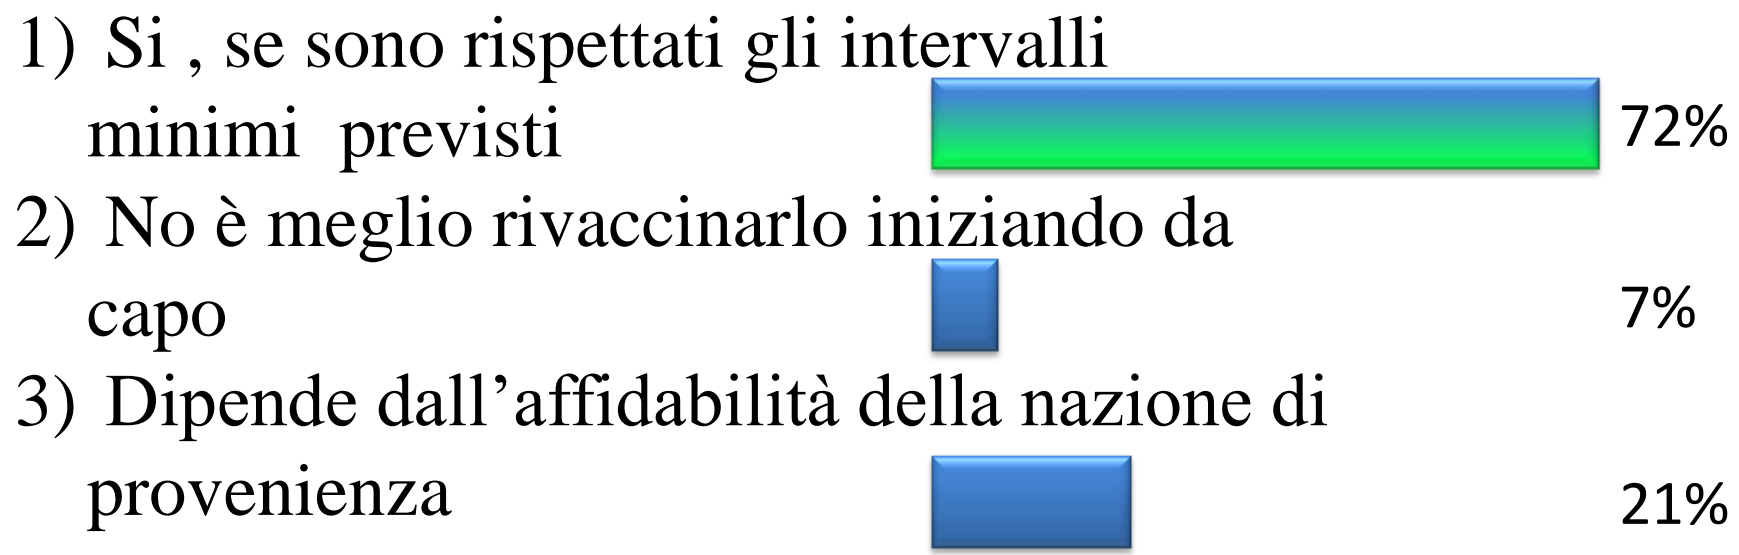 1) Si , se sono rispettati gli intervalli
minimi previsti
72%
2) No è meglio rivaccinarlo iniziando da
capo
7%
3) Dipende dall’affidabilità della nazione di
provenienza
21%